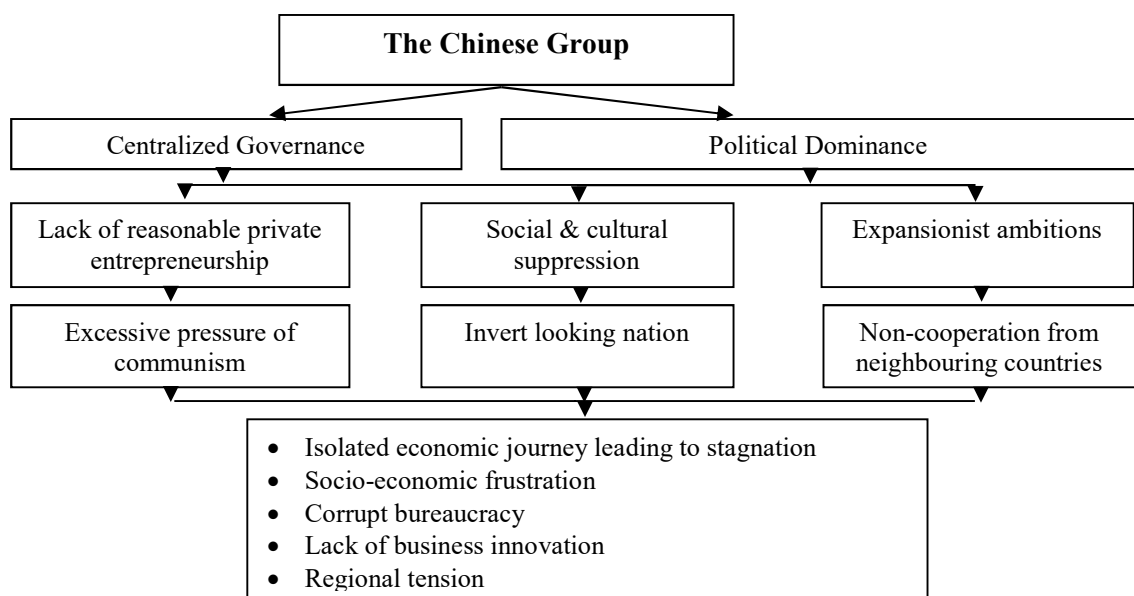 The Chinese Group
Centralized Governance
Political Dominance
Lack of reasonable private
entrepreneurship
Social & cultural
suppression
Expansionist ambitions
Excessive pressure of
communism
Invert looking nation
Non-cooperation from
neighbouring countries
• Isolated economic journey leading to stagnation
• Socio-economic frustration
• Corrupt bureaucracy
• Lack of business innovation
• Regional tension